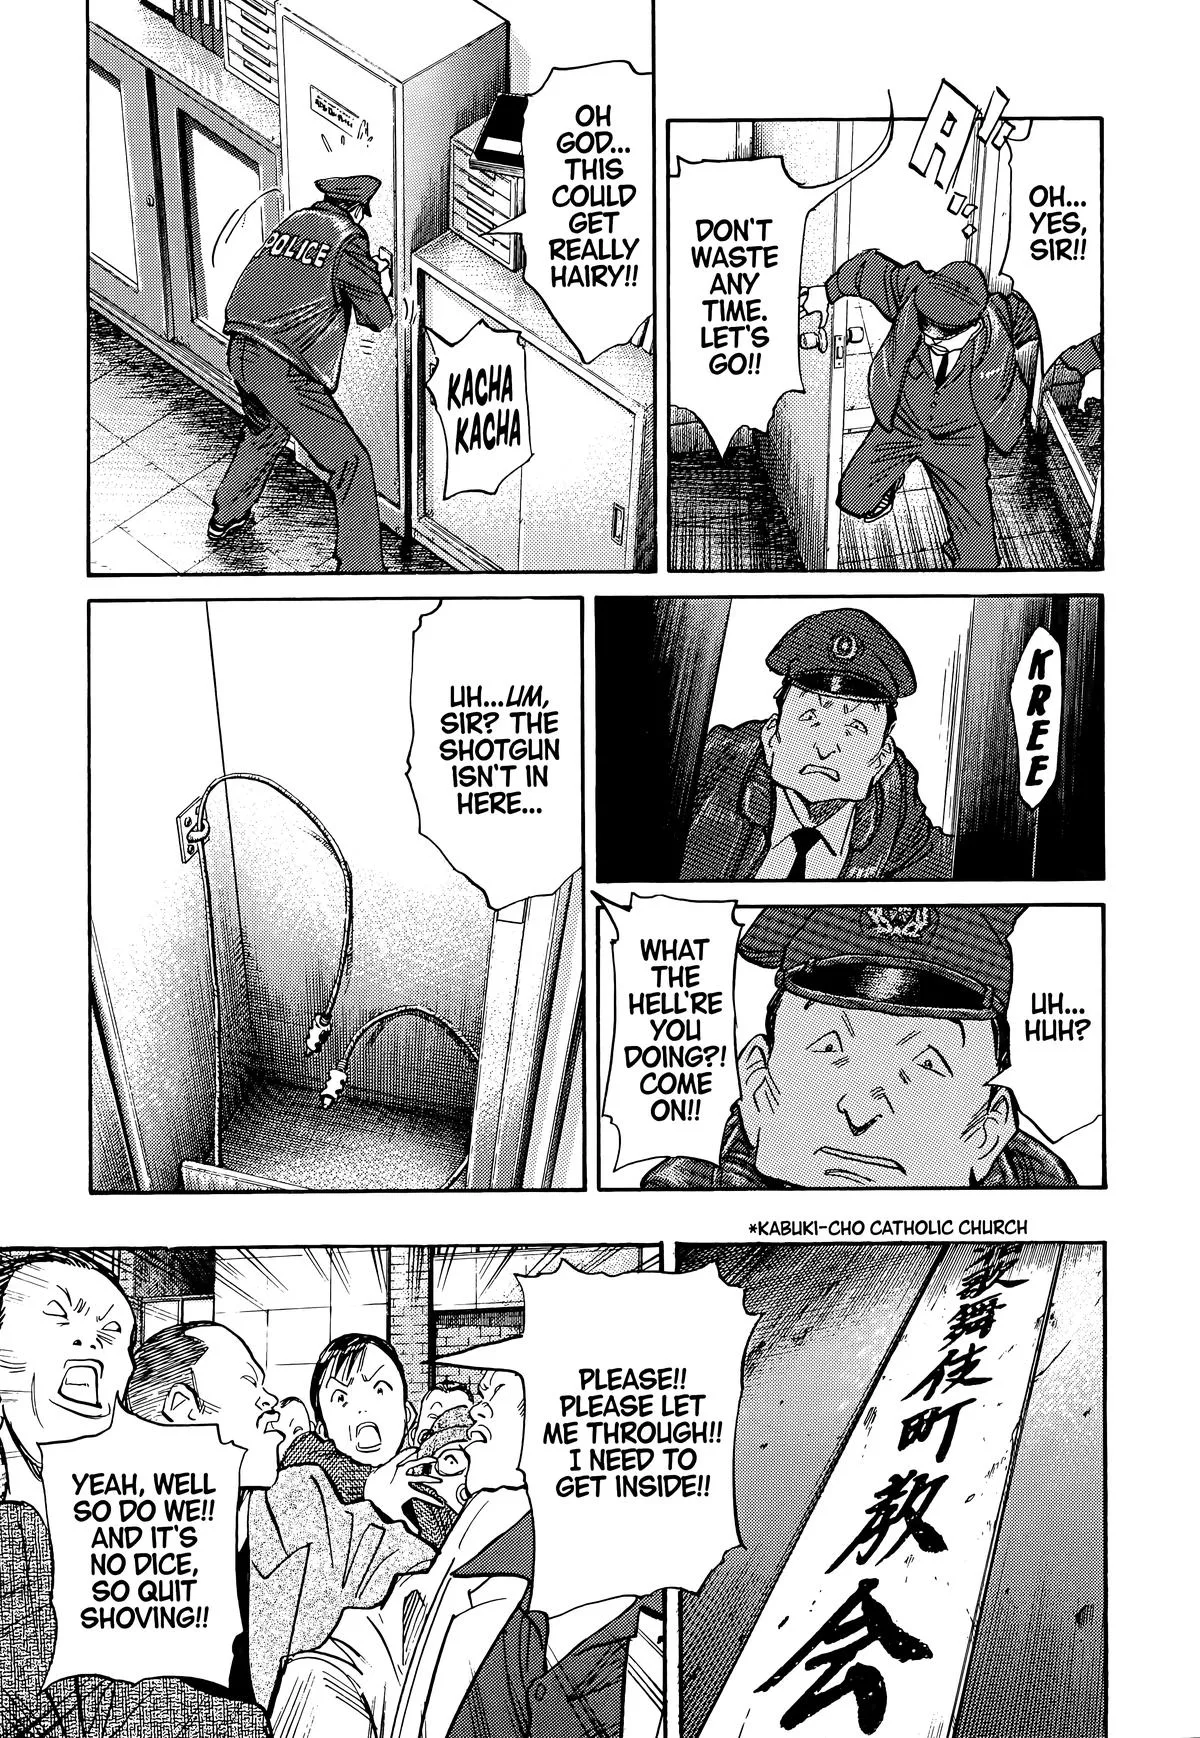 OH...
YES,
SIR!!
DON'T
WASTE
ANY
TIME.
LET'S
GO!!
OH
GOD...
THIS
COULD
GET
REALLY
HAIRY!!
POLICE
KACHA
KACHA
KREE
UH...
HUH?
WHAT
THE
HELL'RE
YOU
DOING?!
COME
ON!!
UH...UM,
SIR? THE
SHOTGUN
ISN'T IN
HERE...
*KABUKI-CHO CATHOLIC CHURCH
歌舞伎町教会
PLEASE!!
PLEASE LET
ME THROUGH!!
I NEED TO
GET INSIDE!!
YEAH, WELL
SO DO WE!!
AND IT'S
NO DICE,
SO QUIT
SHOVING!!